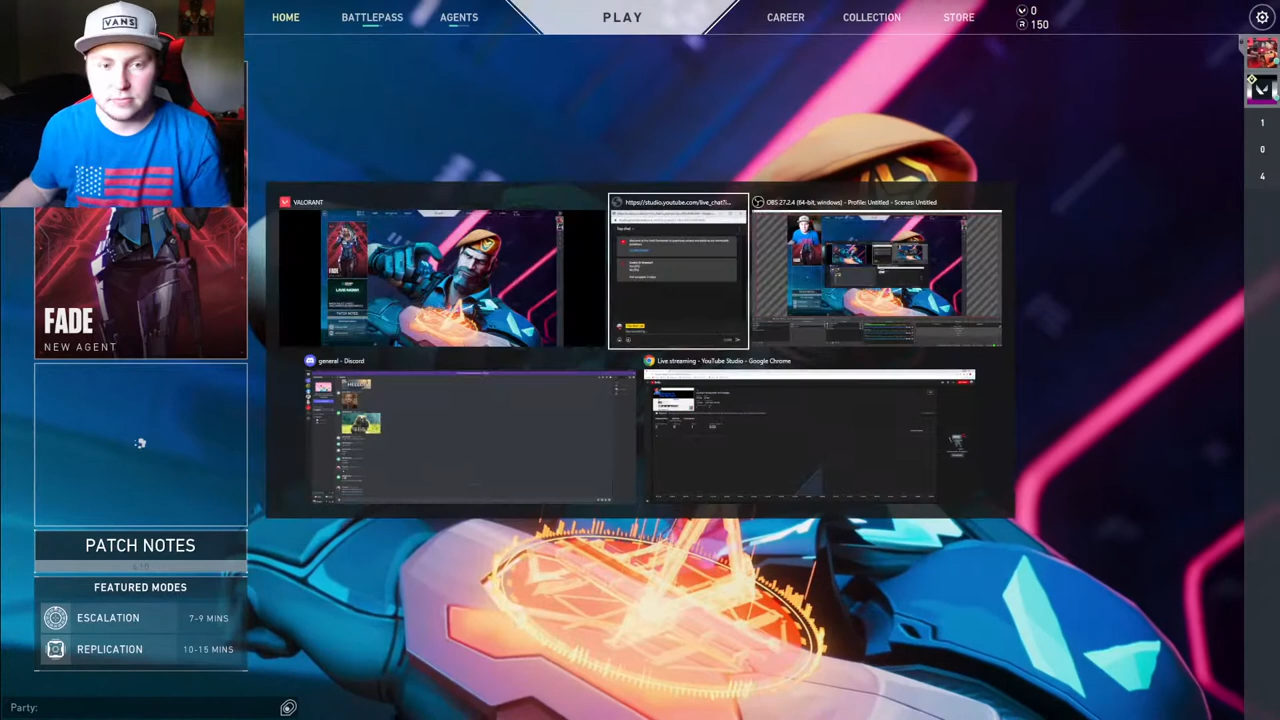 VANS
HOME
BATTLEPASS
AGENTS
PLAY
CAREER
COLLECTION
STORE
0
R 150
VALORANT
https://studio.youtube.com/live_chat?i...
OBS 27.2.4 (64-bit, windows) - Profile: Untitled - Scenes: Untitled
Top chat
FADE
NEW AGENT
general - Discord
Live streaming - YouTube Studio - Google Chrome
1
0
4
PATCH NOTES
FEATURED MODES
ESCALATION
7-9 MINS
REPLICATION
10-15 MINS
Party: